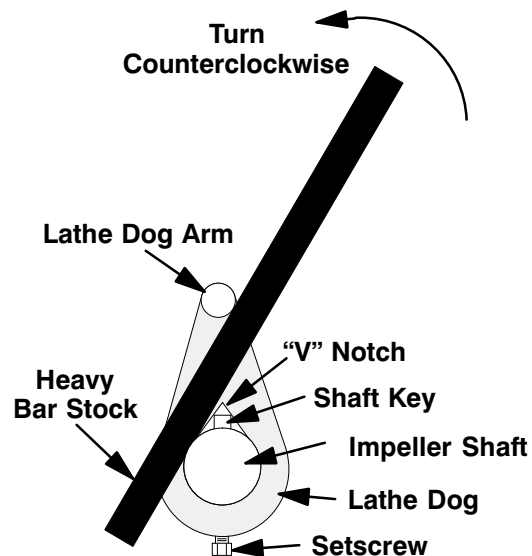 Turn
Counterclockwise
Lathe Dog Arm
“V” Notch
Heavy
Bar Stock
Shaft Key
Impeller Shaft
Lathe Dog
Setscrew